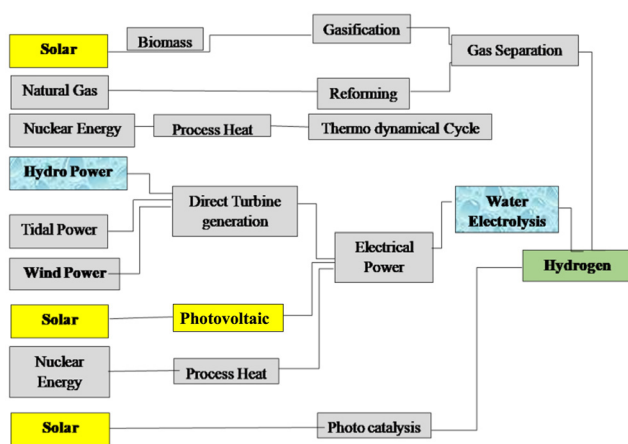 Solar
Biomass
Gasification
Gas Separation
Natural Gas
Reforming
Nuclear Energy
Process Heat
Thermo dynamical Cycle
Hydro Power
Direct Turbine
generation
Water
Electrolysis
Tidal Power
Electrical
Power
Wind Power
Hydrogen
Solar
Photovoltaic
Nuclear
Energy
Process Heat
Solar
Photo catalysis